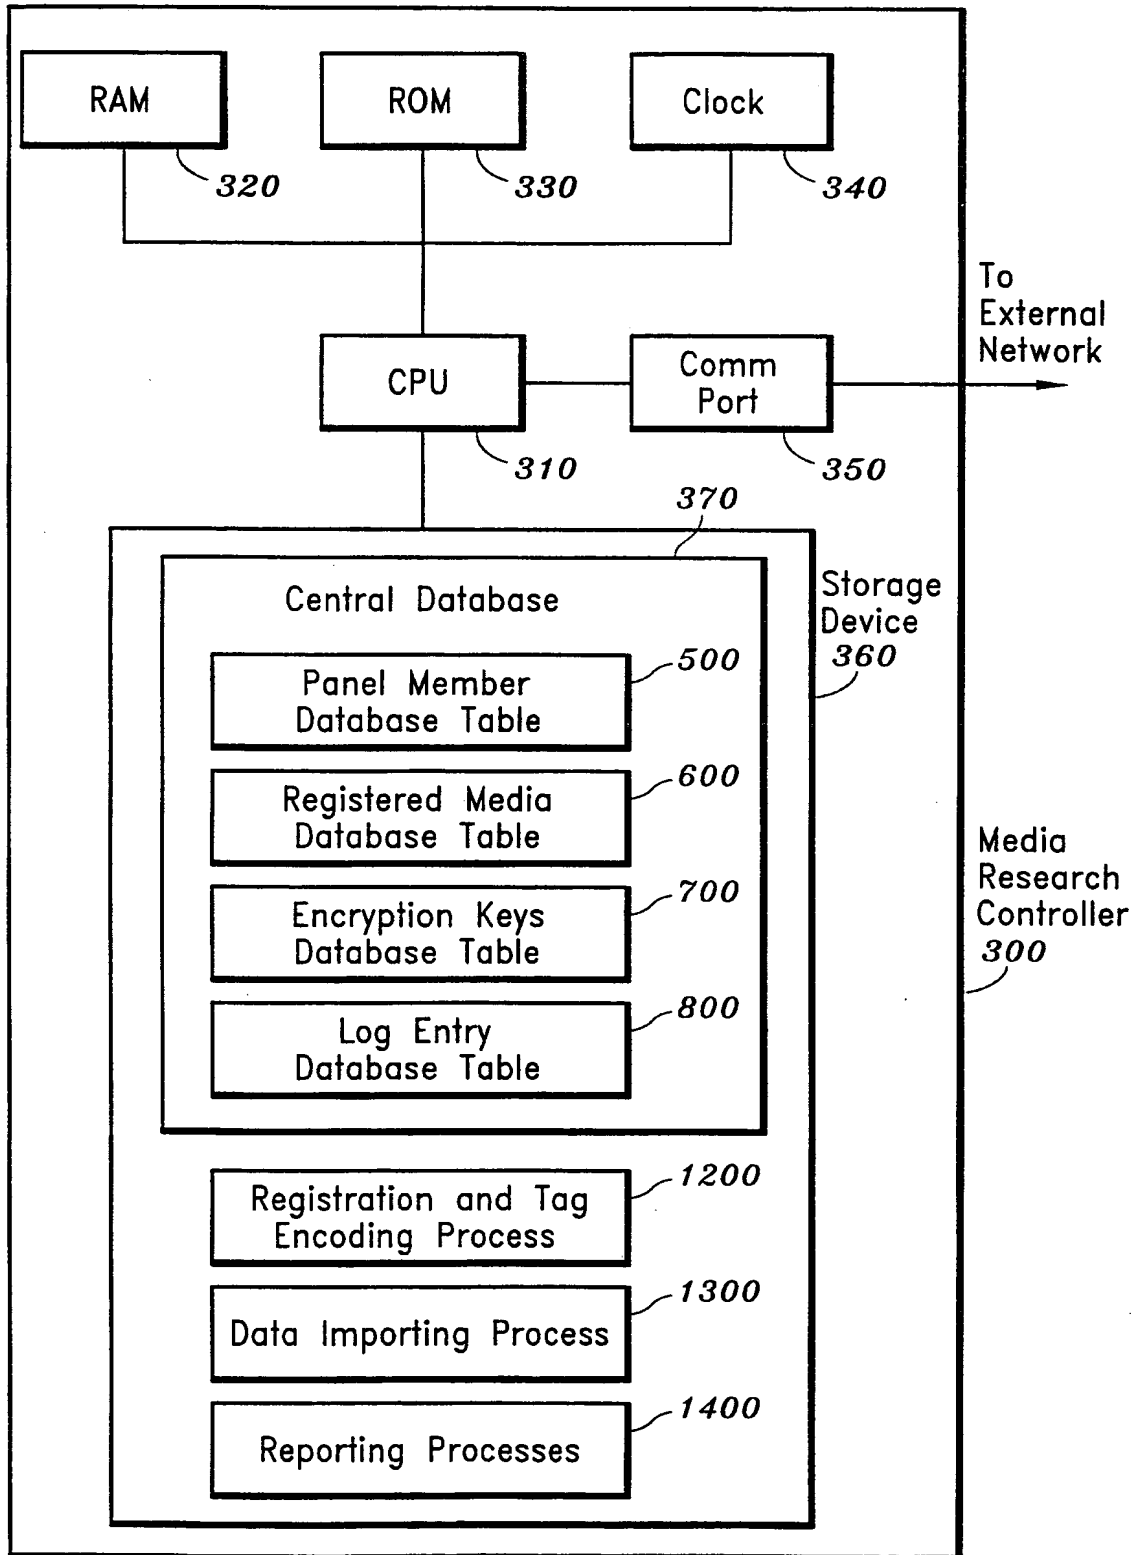 RAM
320
ROM
330
Clock
340
To
External
Network
CPU
310
Comm
Port
350
370
Central Database
Storage
Device
360
Panel Member
Database Table
500
Registered Media
Database Table
600
Encryption Keys
Database Table
700
Log Entry
Database Table
800
Media
Research
Controller
300
Registration and Tag
Encoding Process
1200
Data Importing Process
1300
Reporting Processes
1400